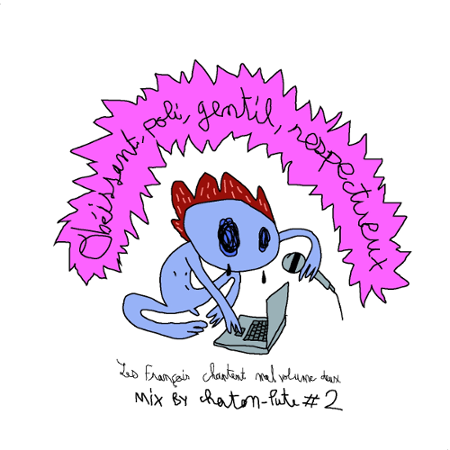 Obéissant, poli, gentil, respectueux
Les Français chantent mal volume deux
Mix BY chaton-pute # 2